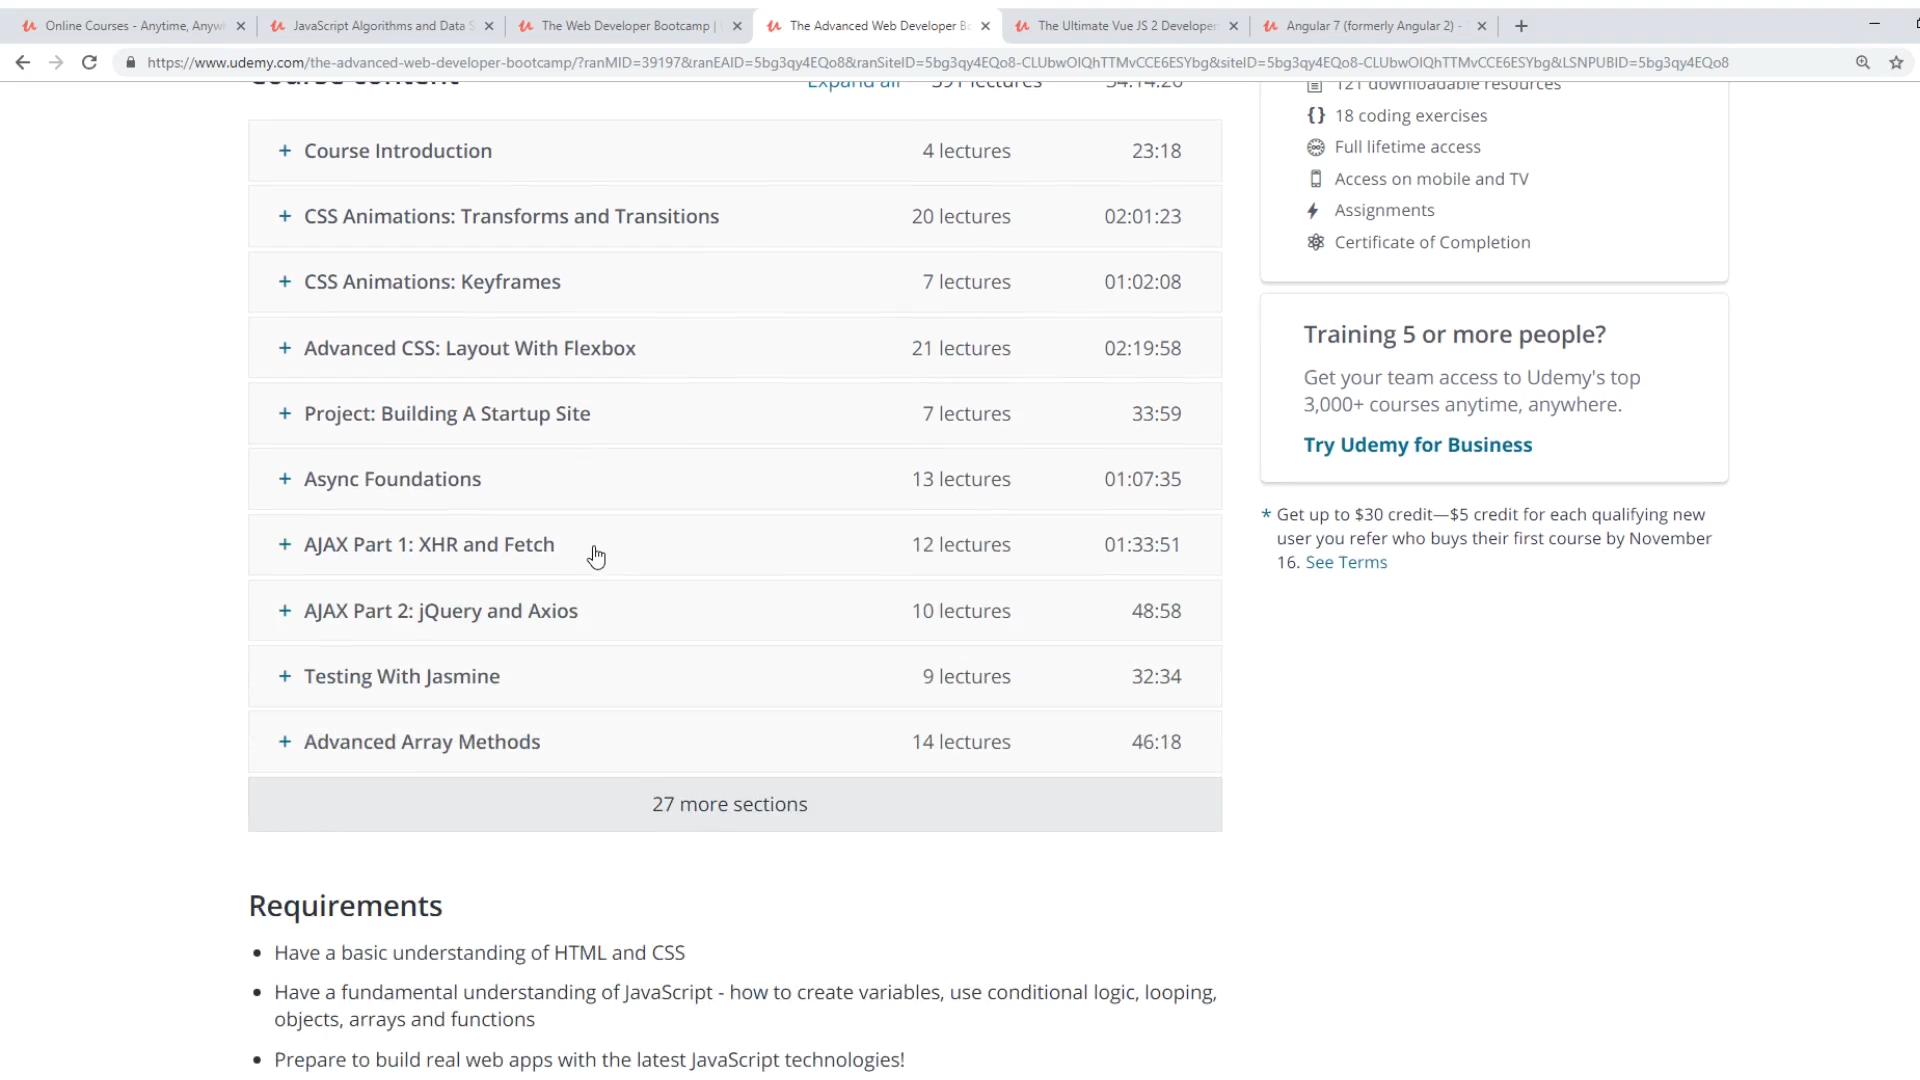 Online Courses - Anytime, Anyw
JavaScript Algorithms and Data S
The Web Developer Bootcamp |
The Advanced Web Developer Bo
The Ultimate Vue JS 2 Developer
Angular 7 (formerly Angular 2) -
https://www.udemy.com/the-advanced-web-developer-bootcamp/?ranMID=39197&ranEAID=5bg3qy4EQo8&ranSiteID=5bg3qy4EQo8-CLUbwOIQhTTMvCCE6ESYbg&siteID=5bg3qy4EQo8-CLUbwOIQhTTMvCCE6ESYbg&LSNPUBID=5bg3qy4EQo8
Course content Expand all 391 lectures 34:14:26
+ Course Introduction 4 lectures 23:18
+ CSS Animations: Transforms and Transitions 20 lectures 02:01:23
+ CSS Animations: Keyframes 7 lectures 01:02:08
+ Advanced CSS: Layout With Flexbox 21 lectures 02:19:58
+ Project: Building A Startup Site 7 lectures 33:59
+ Async Foundations 13 lectures 01:07:35
+ AJAX Part 1: XHR and Fetch 12 lectures 01:33:51
+ AJAX Part 2: jQuery and Axios 10 lectures 48:58
+ Testing With Jasmine 9 lectures 32:34
+ Advanced Array Methods 14 lectures 46:18
27 more sections
Requirements
• Have a basic understanding of HTML and CSS
• Have a fundamental understanding of JavaScript - how to create variables, use conditional logic, looping,
objects, arrays and functions
• Prepare to build real web apps with the latest JavaScript technologies!
121 downloadable resources
{} 18 coding exercises
Full lifetime access
Access on mobile and TV
Assignments
Certificate of Completion
Training 5 or more people?
Get your team access to Udemy's top
3,000+ courses anytime, anywhere.
Try Udemy for Business
* Get up to $30 credit—$5 credit for each qualifying new
user you refer who buys their first course by November
16. See Terms